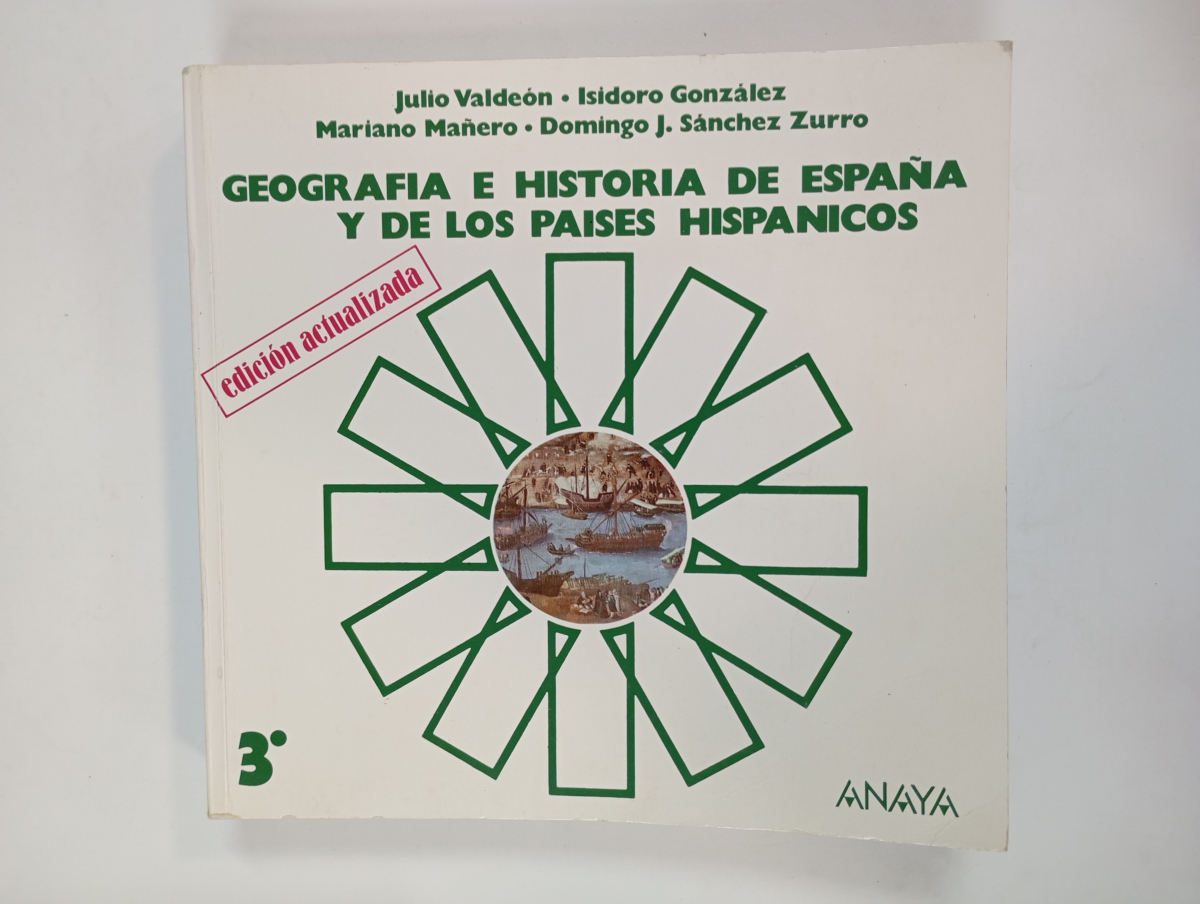 Julio Valdeón • Isidoro González
Mariano Mañero • Domingo J. Sánchez Zurro
GEOGRAFIA E HISTORIA DE ESPAÑA
Y DE LOS PAISES HISPANICOS
edición actualizada
3º
ANAYA